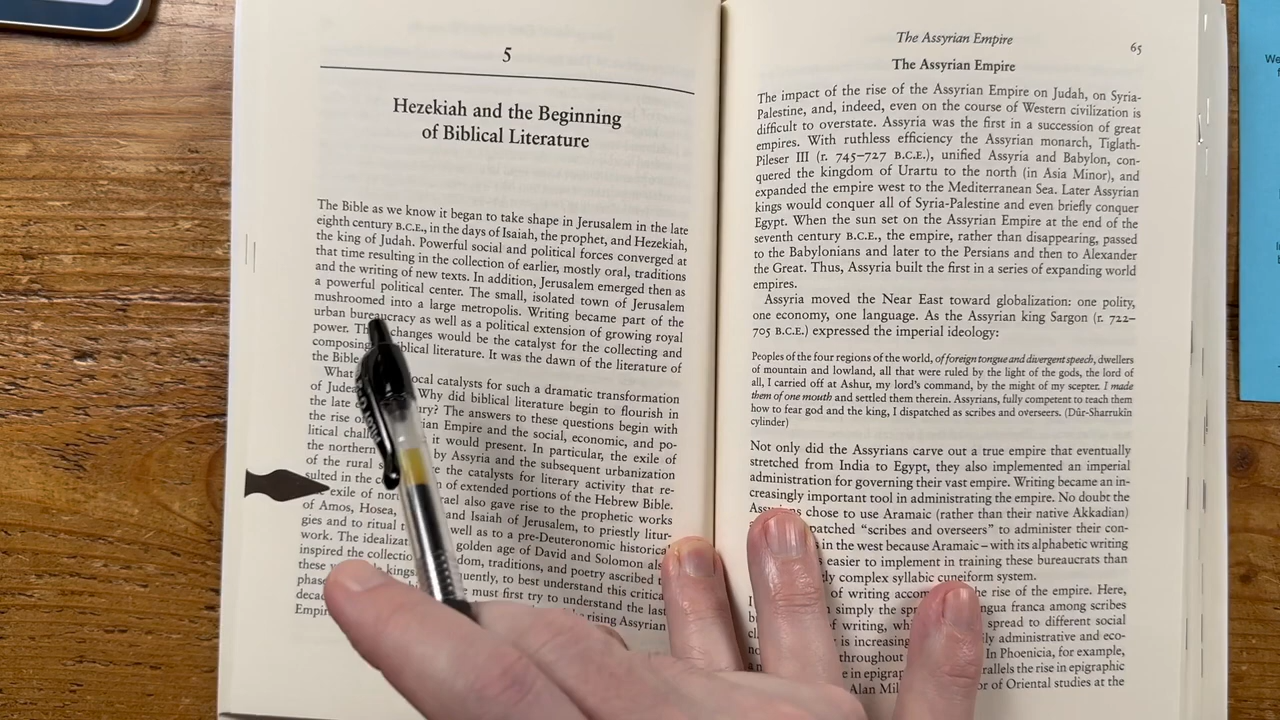 5
Hezekiah and the Beginning
of Biblical Literature
The Bible as we know it began to take shape in Jerusalem in the late
eighth century B.C.E., in the days of Isaiah, the prophet, and Hezekiah,
the king of Judah. Powerful social and political forces converged at
that time resulting in the collection of earlier, mostly oral, traditions
and the writing of new texts. In addition, Jerusalem emerged then as
a powerful political center. The small, isolated town of Jerusalem
mushroomed into a large metropolis. Writing became part of the
urban bureaucracy as well as a political extension of growing royal
power. changes would be the catalyst for the collecting and
composing biblical literature. It was the dawn of the literature of
the Bible
What local catalysts for such a dramatic transformation
of Judea Why did biblical literature begin to flourish in
the late The answers to these questions begin with
the rise of Empire and the social, economic, and po-
litical it would present. In particular, the exile of
the northern by Assyria and the subsequent urbanization
of the rural the catalysts for literary activity that re-
sulted in the of extended portions of the Hebrew Bible.
exile of also gave rise to the prophetic works
of Amos, Hosea, and Isaiah of Jerusalem, to priestly litur-
gies and to ritual well as to a pre-Deuteronomic historical
work. The golden age of David and Solomon
inspired the traditions, and poetry ascribed
these kings. to best understand this critical
must first try to understand the last
rising Assyrian
The Assyrian Empire
65
The Assyrian Empire
The impact of the rise of the Assyrian Empire on Judah, on Syria-
Palestine, and, indeed, even on the course of Western civilization is
difficult to overstate. Assyria was the first in a succession of great
empires. With ruthless efficiency the Assyrian monarch, Tiglath-
Pileser III (r. 745–727 B.C.E.), unified Assyria and Babylon, con-
quered the kingdom of Urartu to the north (in Asia Minor), and
expanded the empire west to the Mediterranean Sea. Later Assyrian
kings would conquer all of Syria-Palestine and even briefly conquer
Egypt. When the sun set on the Assyrian Empire at the end of the
seventh century B.C.E., the empire, rather than disappearing, passed
to the Babylonians and later to the Persians and then to Alexander
the Great. Thus, Assyria built the first in a series of expanding world
empires.
Assyria moved the Near East toward globalization: one polity,
one economy, one language. As the Assyrian king Sargon (r. 722–
705 B.C.E.) expressed the imperial ideology:
Peoples of the four regions of the world, of foreign tongue and divergent speech, dwellers
of mountain and lowland, all that were ruled by the light of the gods, the lord of
all, I carried off at Ashur, my lord's command, by the might of my scepter. I made
them of one mouth and settled them therein. Assyrians, fully competent to teach them
how to fear god and the king, I dispatched as scribes and overseers. (Dûr-Sharrukin
cylinder)
Not only did the Assyrians carve out a true empire that eventually
stretched from India to Egypt, they also implemented an imperial
administration for governing their vast empire. Writing became an in-
creasingly important tool in administrating the empire. No doubt the
Assyrians chose to use Aramaic (rather than their native Akkadian)
"scribes and overseers" to administer their con-
in the west because Aramaic – with its alphabetic writing
easier to implement in training these bureaucrats than
complex syllabic cuneiform system.
of writing the rise of the empire. Here,
simply the lingua franca among scribes
of writing, spread to different social
is administrative and eco-
throughout In Phoenicia, for example,
in parallels the rise in epigraphic
Alan of Oriental studies at the